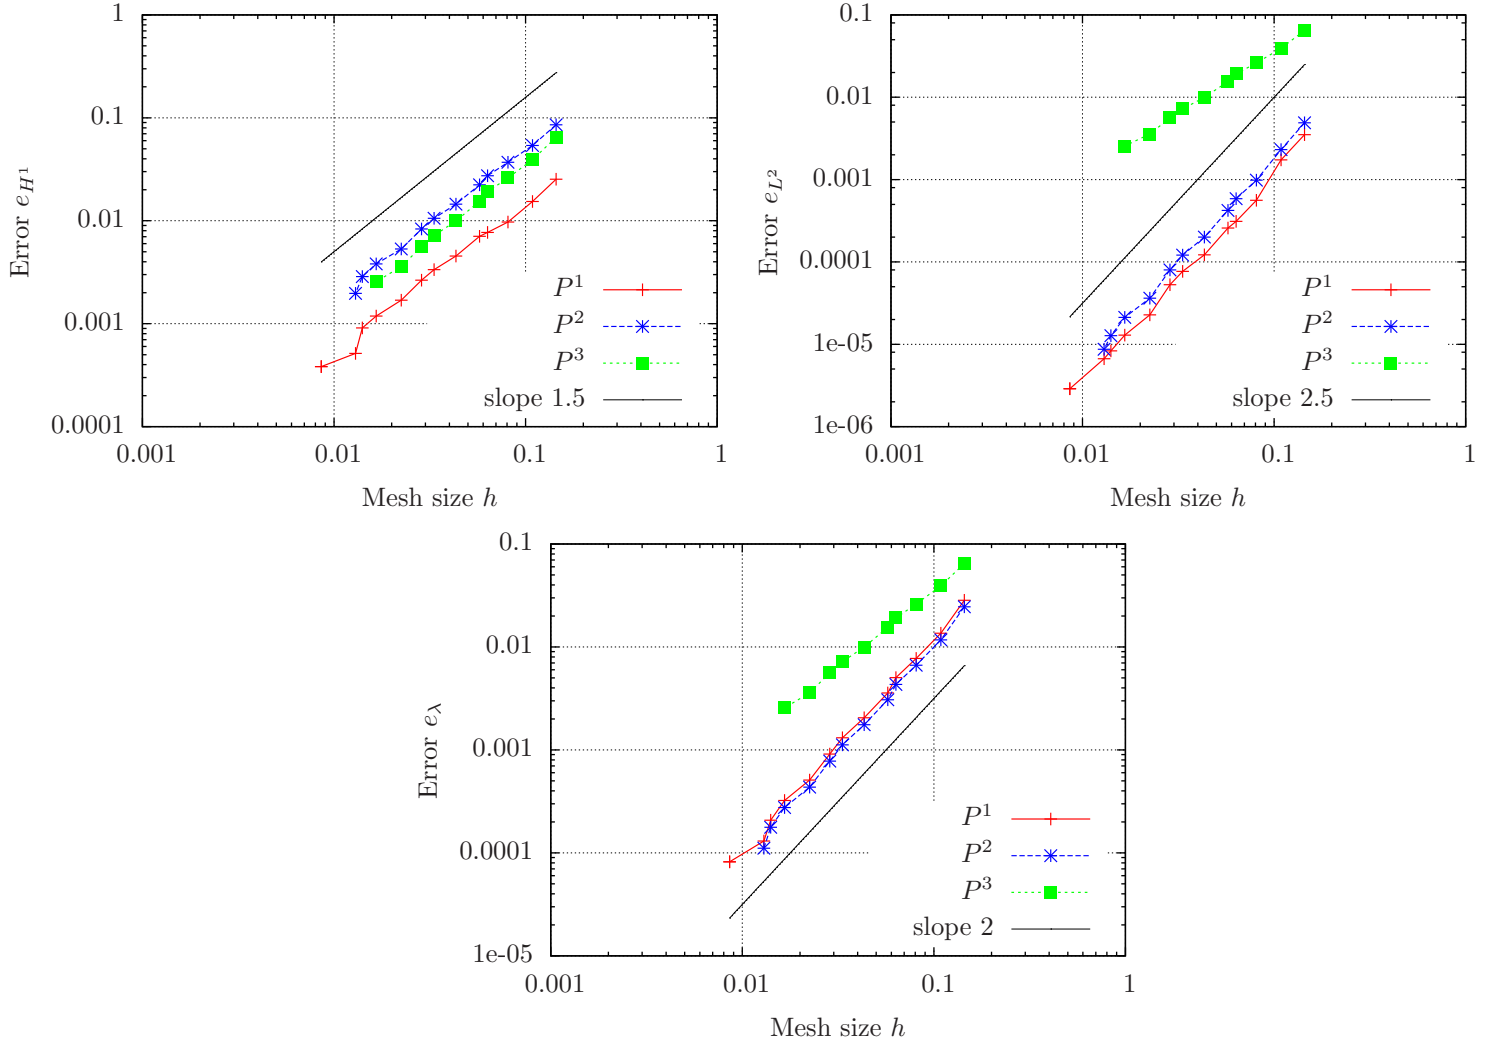 1
0.1
0.01
0.001
0.0001
0.001
0.01
0.1
1
Error e_{H^1}
Mesh size h
P^1
P^2
P^3
slope 1.5
0.1
0.01
0.001
0.0001
1e-05
1e-06
0.001
0.01
0.1
1
Error e_{L^2}
Mesh size h
P^1
P^2
P^3
slope 2.5
0.1
0.01
0.001
0.0001
1e-05
0.001
0.01
0.1
1
Error e_λ
Mesh size h
P^1
P^2
P^3
slope 2